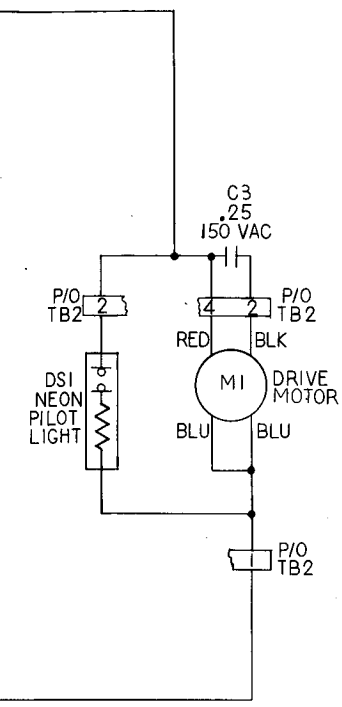 C3
.25
150 VAC
P/O
TB2
2
4
2
P/O
TB2
RED
BLK
DS1
NEON
PILOT
LIGHT
M1
DRIVE
MOTOR
BLU
BLU
1
P/O
TB2